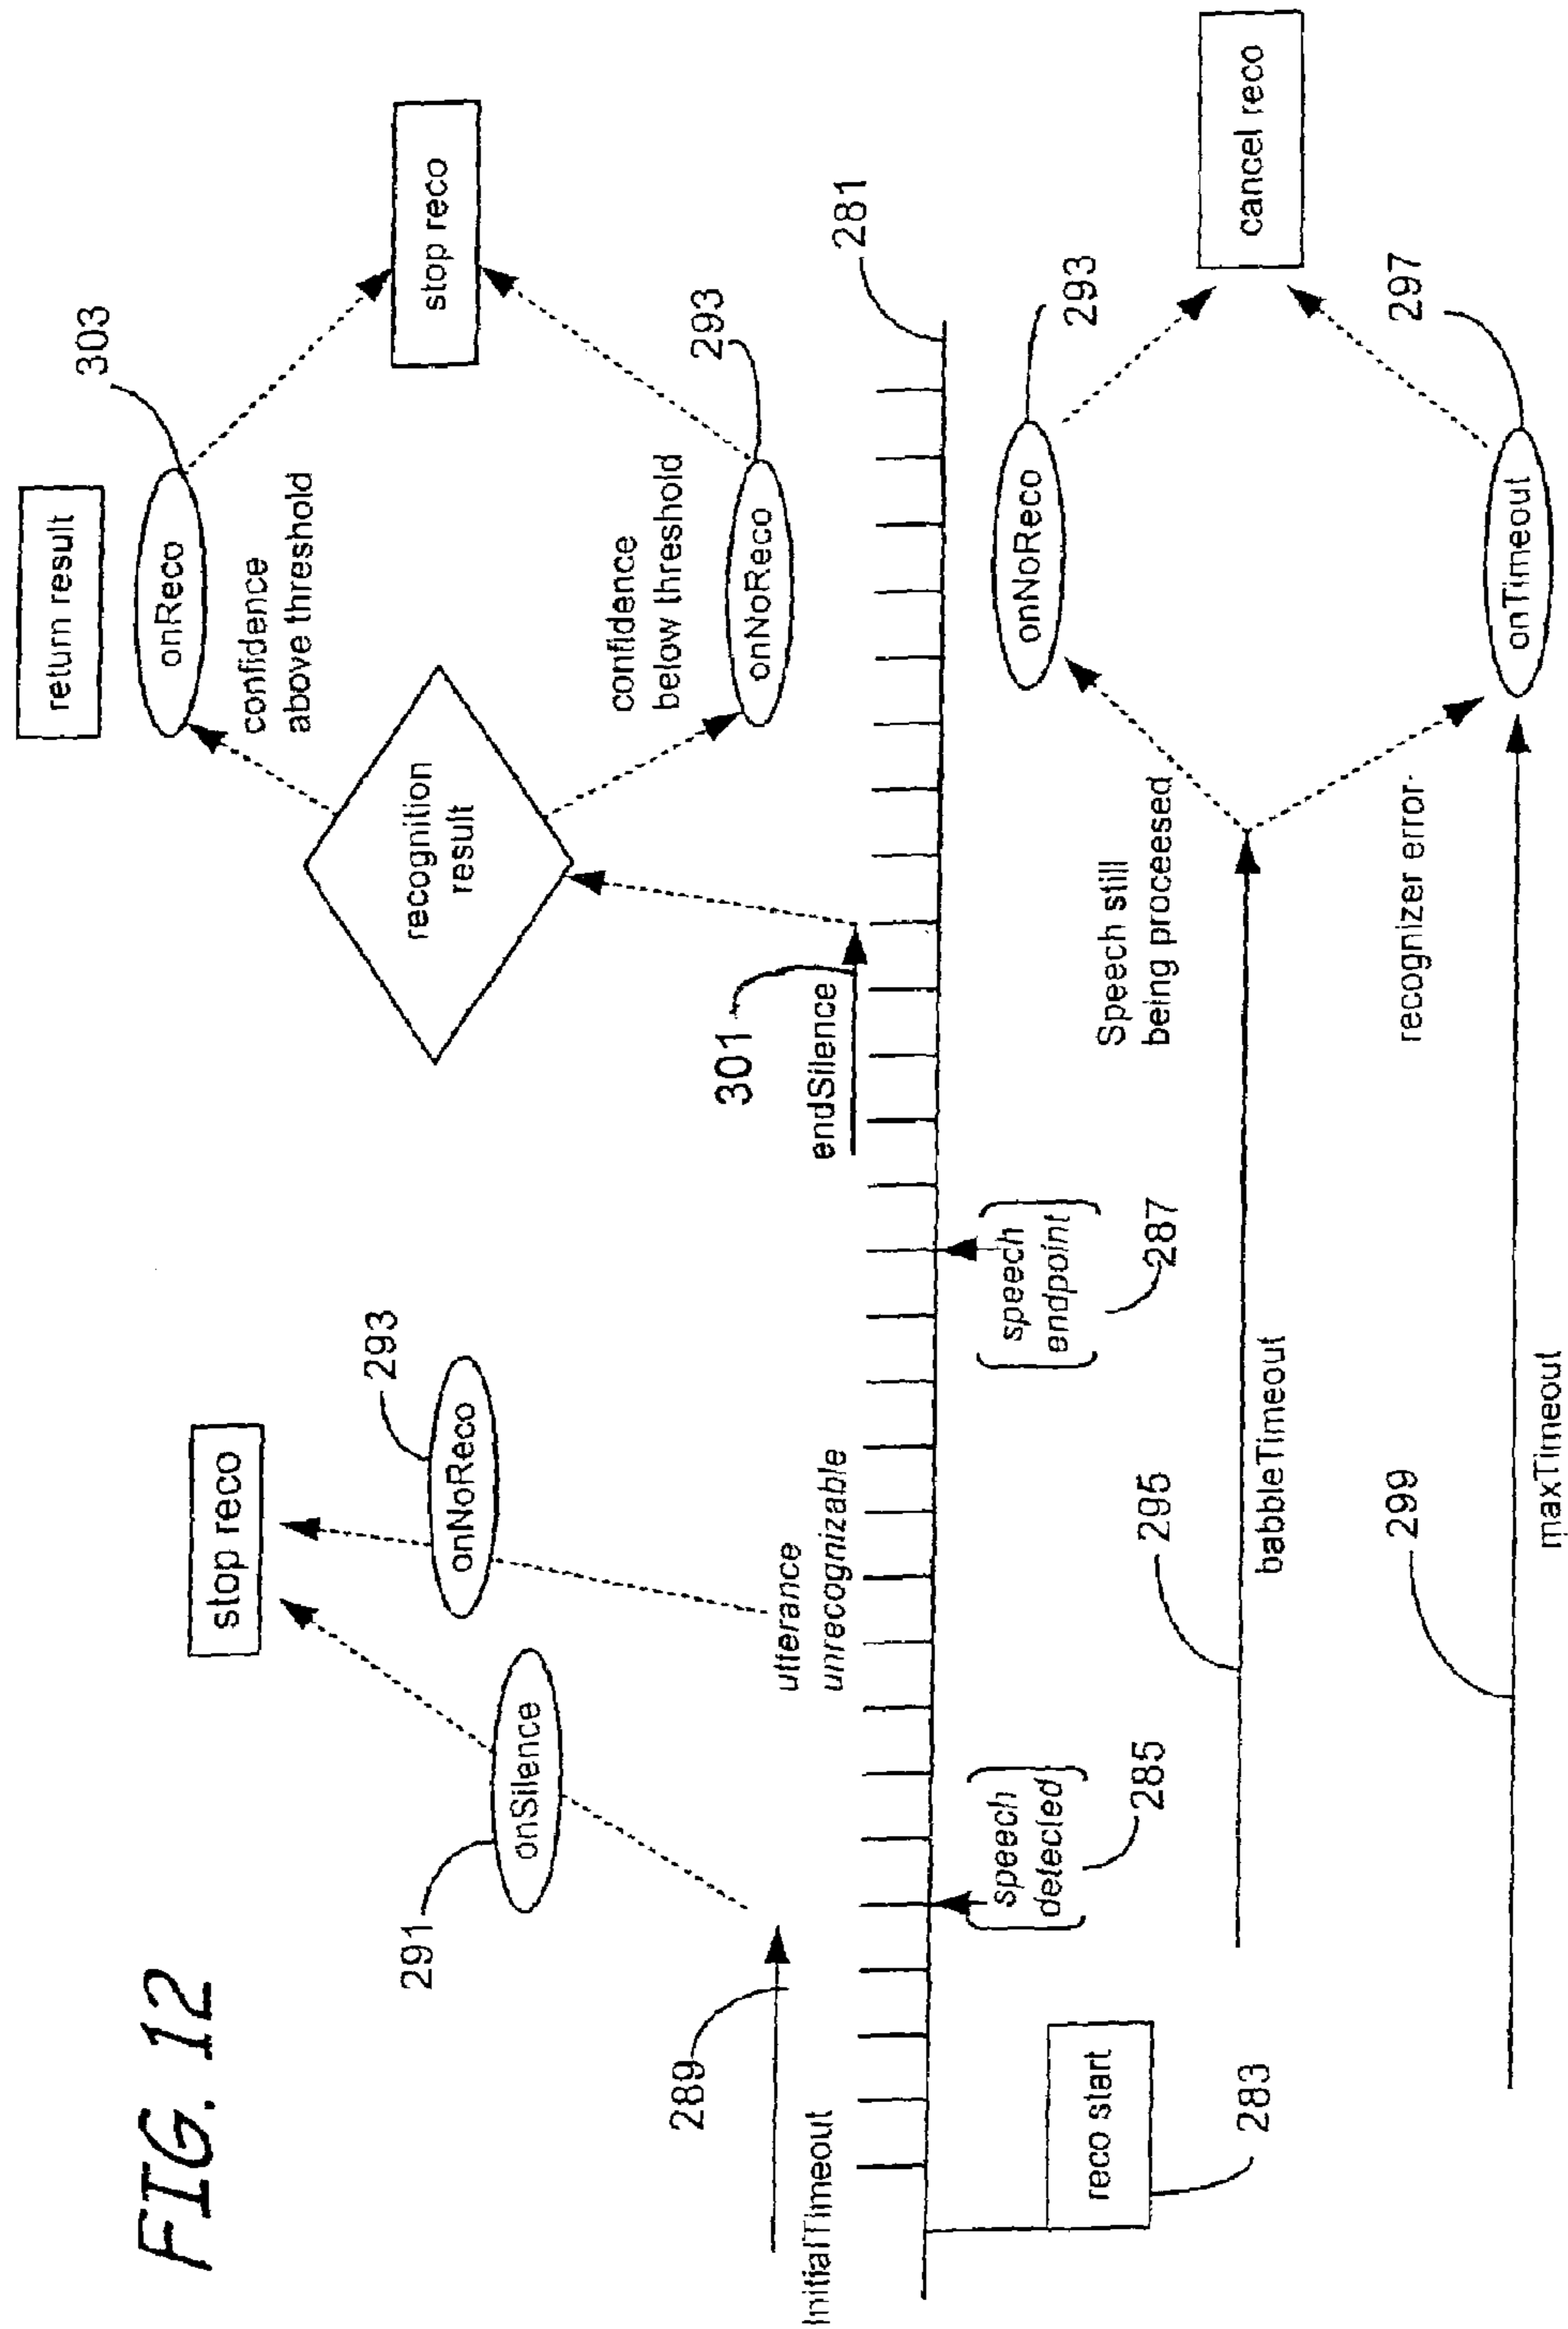 FIG. 12
return result
303
onReco
confidence
above threshold
stop reco
recognition
result
confidence
below threshold
293
onNoReco
stop reco
293
onNoReco
291
onSilence
289
InitialTimeout
utterance
unrecognizable
301
endSilence
281
reco start
283
speech
detected
285
speech
endpoint
287
onNoReco
293
Speech still
being proceesed
cancel reco
295
babbleTimeout
recognizer error
297
onTimeout
299
maxTimeout